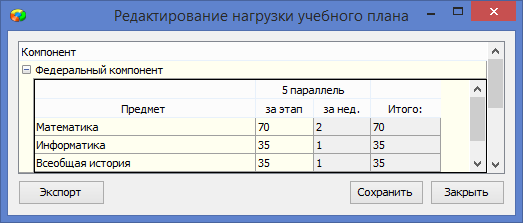 Редактирование нагрузки учебного плана
Компонент
Федеральный компонент
5 параллель
Предмет за этап за нед. Итого:
Математика 70 2 70
Информатика 35 1 35
Всеобщая история 35 1 35
Экспорт Сохранить Закрыть